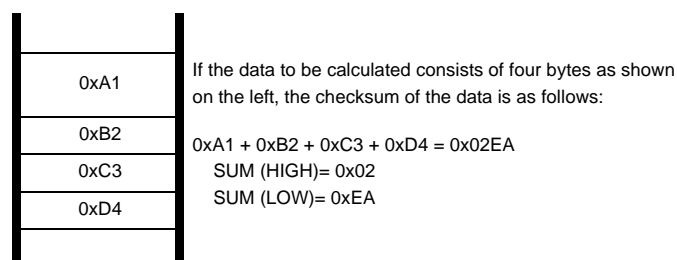 0xA1
0xB2
0xC3
0xD4
If the data to be calculated consists of four bytes as shown
on the left, the checksum of the data is as follows:
0xA1 + 0xB2 + 0xC3 + 0xD4 = 0x02EA
SUM (HIGH)= 0x02
SUM (LOW)= 0xEA